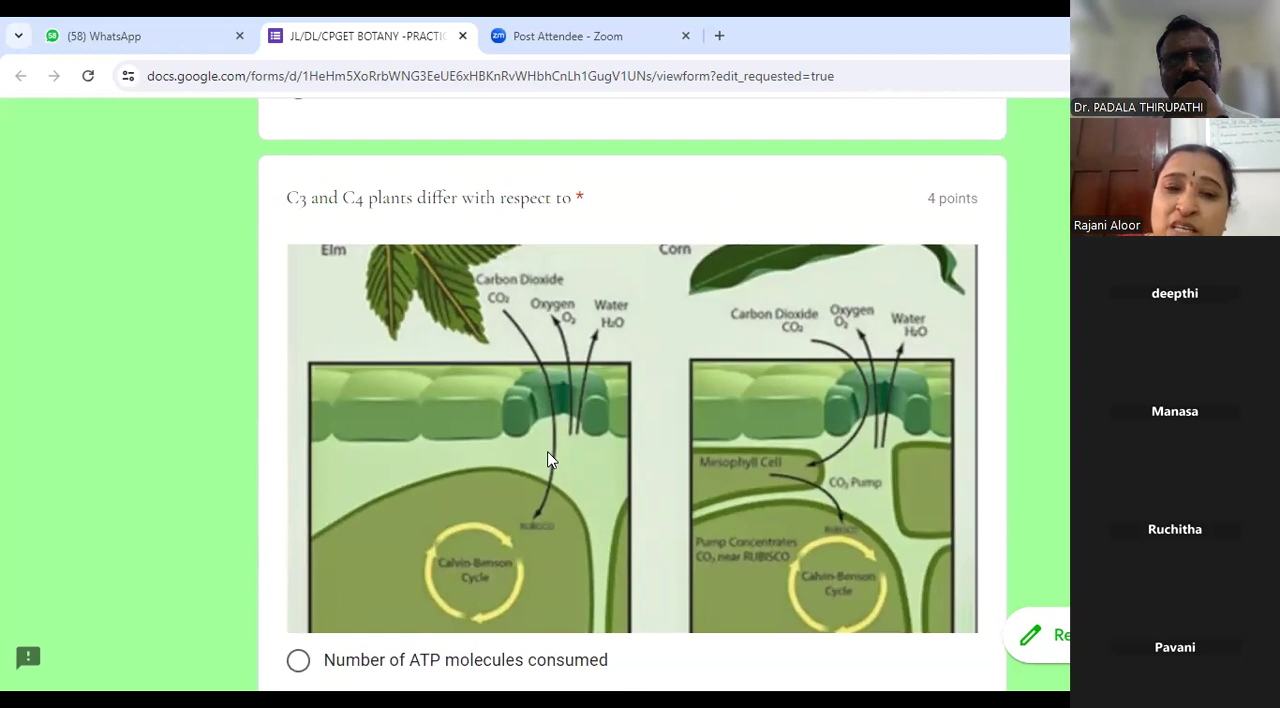 (58) WhatsApp
JL/DL/CPGET BOTANY -PRACTIC
Post Attendee - Zoom
docs.google.com/forms/d/1HeHm5XoRrbWNG3EeUE6xHBKnRvWHbhCnLh1GugV1UNs/viewform?edit_requested=true
C3 and C4 plants differ with respect to *
4 points
Elm
Corn
Carbon Dioxide
CO₂
Oxygen
O₂
Water
H₂O
Carbon Dioxide
CO₂
Oxygen
O₂
Water
H₂O
Mesophyll Cell
CO₂ Pump
RUBISCO
RUBISCO
Pump Concentrates
CO₂ near RUBISCO
Calvin-Benson
Cycle
Calvin-Benson
Cycle
Number of ATP molecules consumed
Re
Dr. PADALA THIRUPATHI
Rajani Aloor
deepthi
Manasa
Ruchitha
Pavani